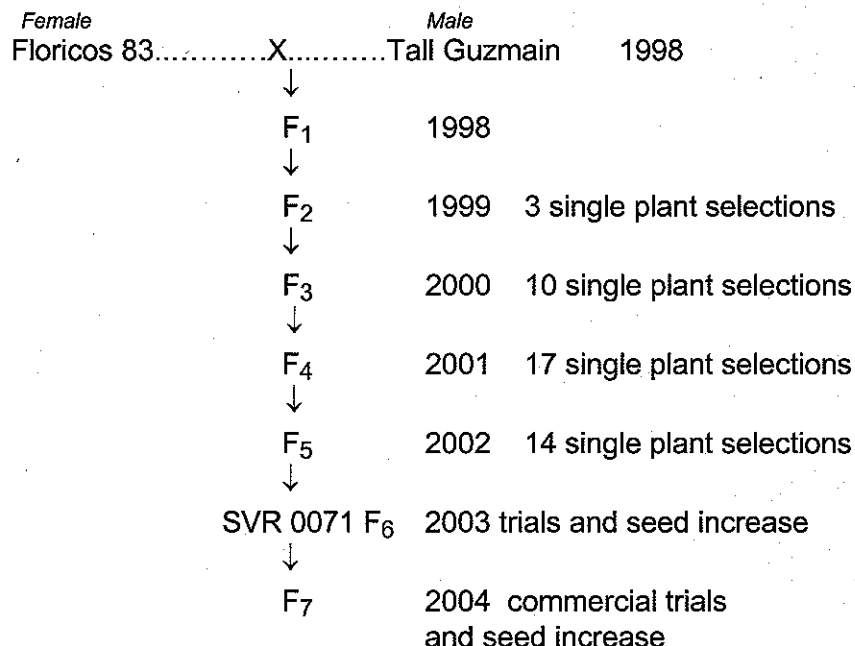 Female Male
Floricos 83............X...........Tall Guzmain 1998
↓
F1 1998
↓
F2 1999 3 single plant selections
↓
F3 2000 10 single plant selections
↓
F4 2001 17 single plant selections
↓
F5 2002 14 single plant selections
↓
SVR 0071 F6 2003 trials and seed increase
↓
F7 2004 commercial trials
and seed increase